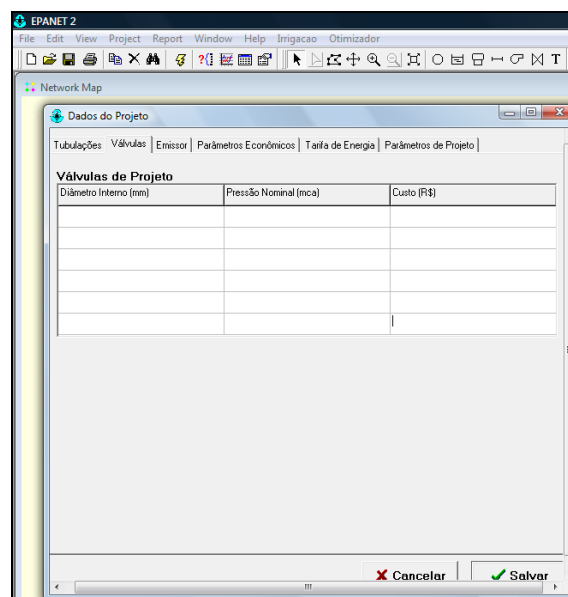 EPANET 2
File Edit View Project Report Window Help Irrigacao Otimizador
T
Network Map
Dados do Projeto
Tubulações Válvulas Emissor Parâmetros Econômicos Tarifa de Energia Parâmetros de Projeto
Válvulas de Projeto
Diâmetro Interno (mm) Pressão Nominal (mca) Custo (R$)
Cancelar Salvar